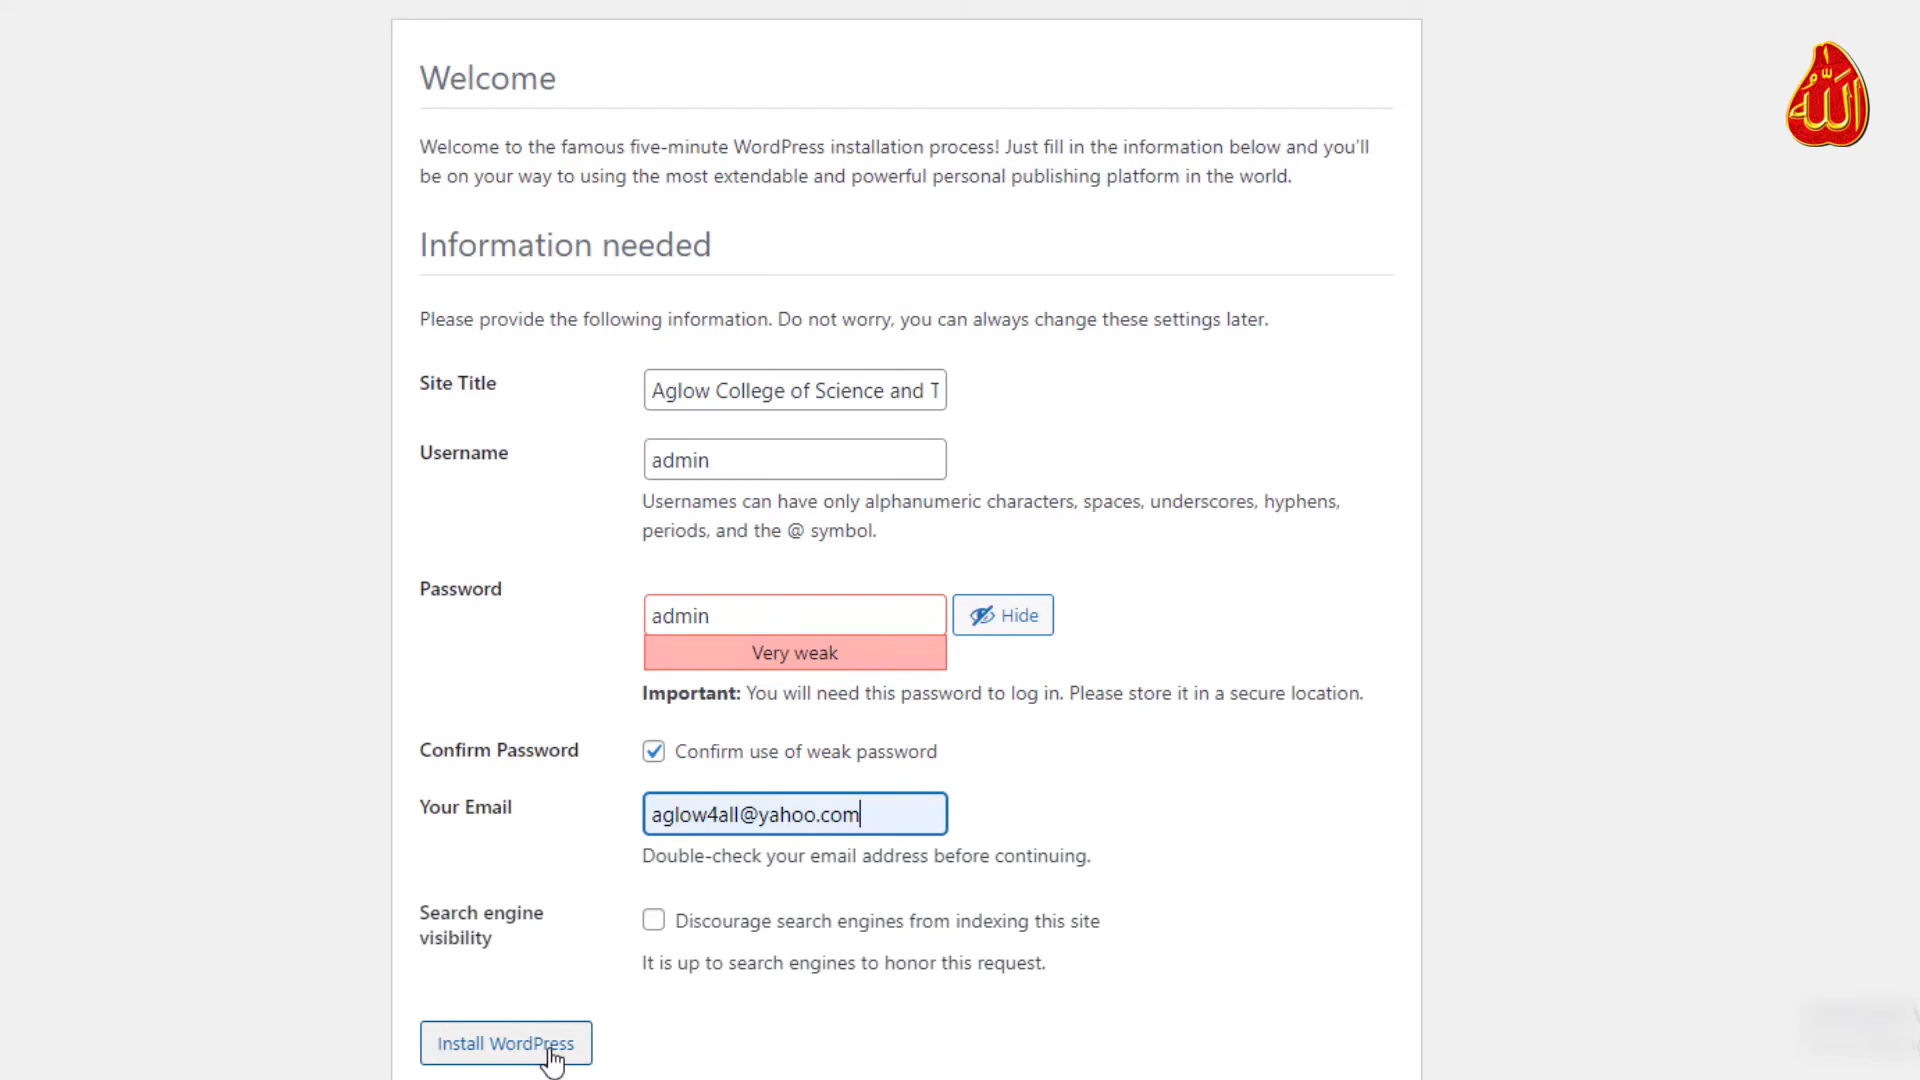 Welcome
Welcome to the famous five-minute WordPress installation process! Just fill in the information below and you'll
be on your way to using the most extendable and powerful personal publishing platform in the world.
Information needed
Please provide the following information. Do not worry, you can always change these settings later.
Site Title
Aglow College of Science and T
Username
admin
Usernames can have only alphanumeric characters, spaces, underscores, hyphens,
periods, and the @ symbol.
Password
admin
Hide
Very weak
Important: You will need this password to log in. Please store it in a secure location.
Confirm Password
Confirm use of weak password
Your Email
aglow4all@yahoo.com
Double-check your email address before continuing.
Search engine
visibility
Discourage search engines from indexing this site
It is up to search engines to honor this request.
Install WordPress
الله